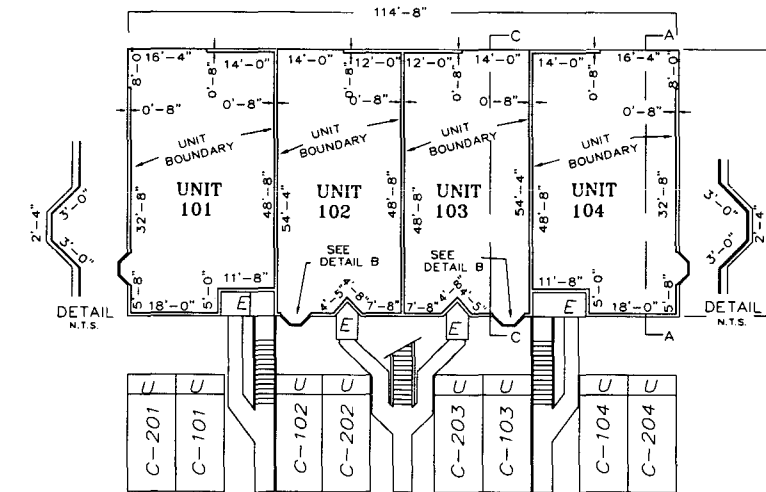 114'-8"
C
A
16'-4"
14'-0"
14'-0"
12'-0"
12'-0"
14'-0"
14'-0"
16'-4"
8'-0
0'-8"
0'-8"
0'-8"
0'-8"
8'-0"
0'-8"
0'-8"
0'-8"
0'-8"
0'-8"
UNIT
BOUNDARY
UNIT
BOUNDARY
UNIT
BOUNDARY
UNIT
BOUNDARY
UNIT
101
UNIT
102
UNIT
103
UNIT
104
32'-8"
48'-8"
54'-4"
48'-8"
48'-8"
54'-4"
48'-8"
32'-8"
2'-4"
3'-0"
3'-0"
3'-0"
3'-0"
2'-4"
SEE
DETAIL B
SEE
DETAIL B
DETAIL
N.T.S.
DETAIL
N.T.S.
5'-8"
18'-0"
5'-0"
11'-8"
E
4'-5"
4'-8"
7'-8"
E
7'-8"
4'-8"
4'-5"
E
11'-8"
E
5'-0"
18'-0"
5'-8"
C
A
U
U
U
U
U
U
U
U
C-201
C-101
C-102
C-202
C-203
C-103
C-104
C-204